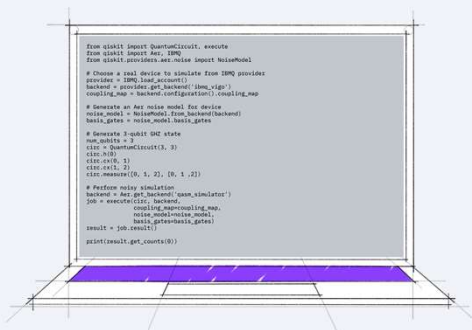 from qiskit import QuantumCircuit, execute
from qiskit import Aer, IBMQ
from qiskit.providers.aer.noise import NoiseModel
# Choose a real device to simulate from IBMQ provider
provider = IBMQ.load_account()
backend = provider.get_backend('ibmq_vigo')
coupling_map = backend.configuration().coupling_map
# Generate an Aer noise model for device
noise_model = NoiseModel.from_backend(backend)
basis_gates = noise_model.basis_gates
# Generate 3-qubit GHZ state
num_qubits = 3
circ = QuantumCircuit(3, 3)
circ.h(0)
circ.cx(0, 1)
circ.cx(1, 2)
circ.measure([0, 1, 2], [0, 1 ,2])
# Perform noisy simulation
backend = Aer.get_backend('qasm_simulator')
job = execute(circ, backend,
coupling_map=coupling_map,
noise_model=noise_model,
basis_gates=basis_gates)
result = job.result()
print(result.get_counts(0))